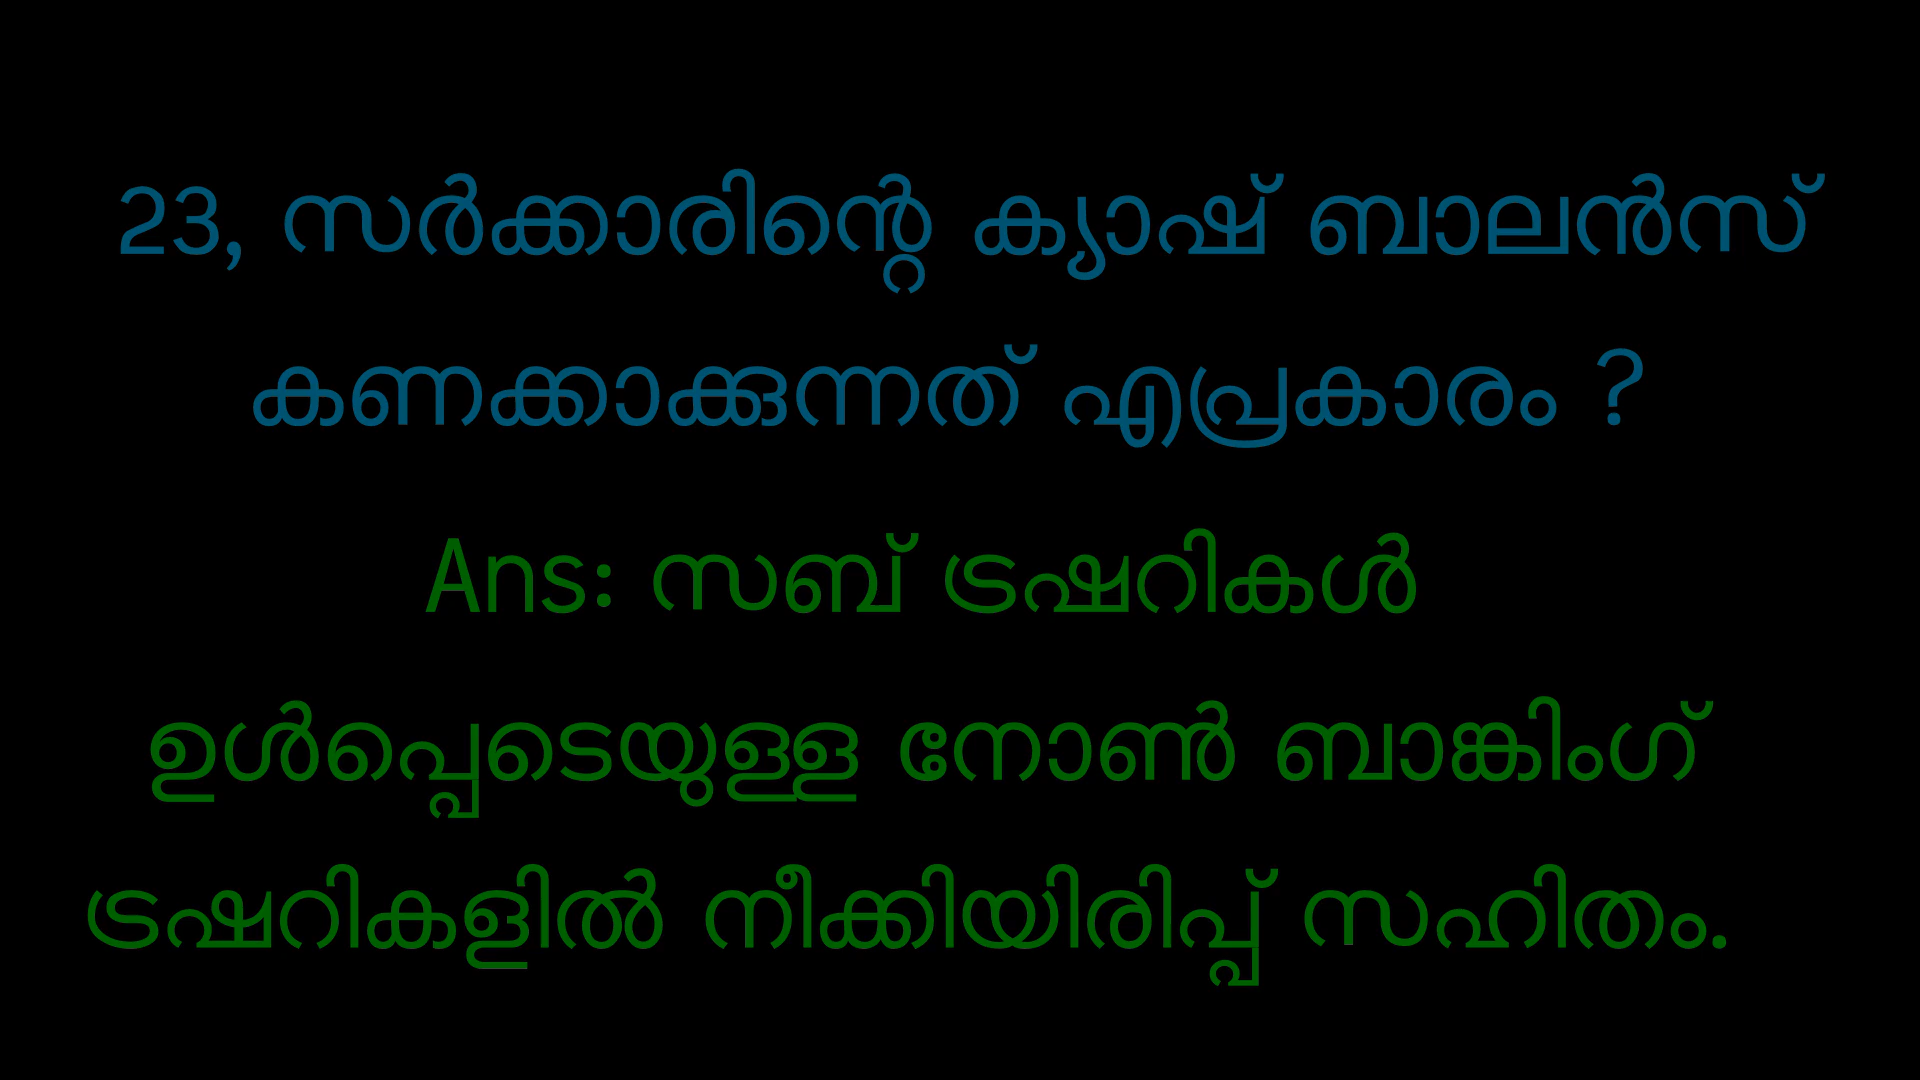 23, സർക്കാരിന്റെ ക്യാഷ് ബാലൻസ്
കണക്കാക്കുന്നത് എപ്രകാരം ?
Ans: സബ് ട്രഷറികൾ
ഉൾപ്പെടെയുള്ള നോൺ ബാങ്കിംഗ്
ട്രഷറികളിൽ നീക്കിയിരിപ്പ് സഹിതം.